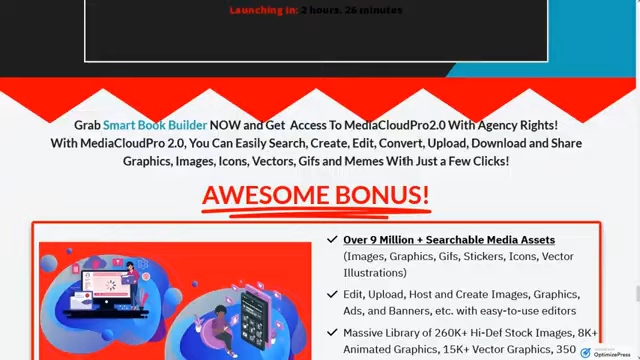 Launching in: 2 hours, 26 minutes
Grab Smart Book Builder NOW and Get Access To MediaCloudPro2.0 With Agency Rights!
With MediaCloudPro 2.0, You Can Easily Search, Create, Edit, Convert, Upload, Download and Share
Graphics, Images, Icons, Vectors, Gifs and Memes With Just a Few Clicks!
AWESOME BONUS!
Over 9 Million + Searchable Media Assets
(Images, Graphics, Gifs, Stickers, Icons, Vector
Illustrations)
Edit, Upload, Host and Create Images, Graphics,
Ads, and Banners, etc. with easy-to-use editors
Massive Library of 260K+ Hi-Def Stock Images, 8K+
Animated Graphics, 15K+ Vector Graphics, 350
OptimizePress